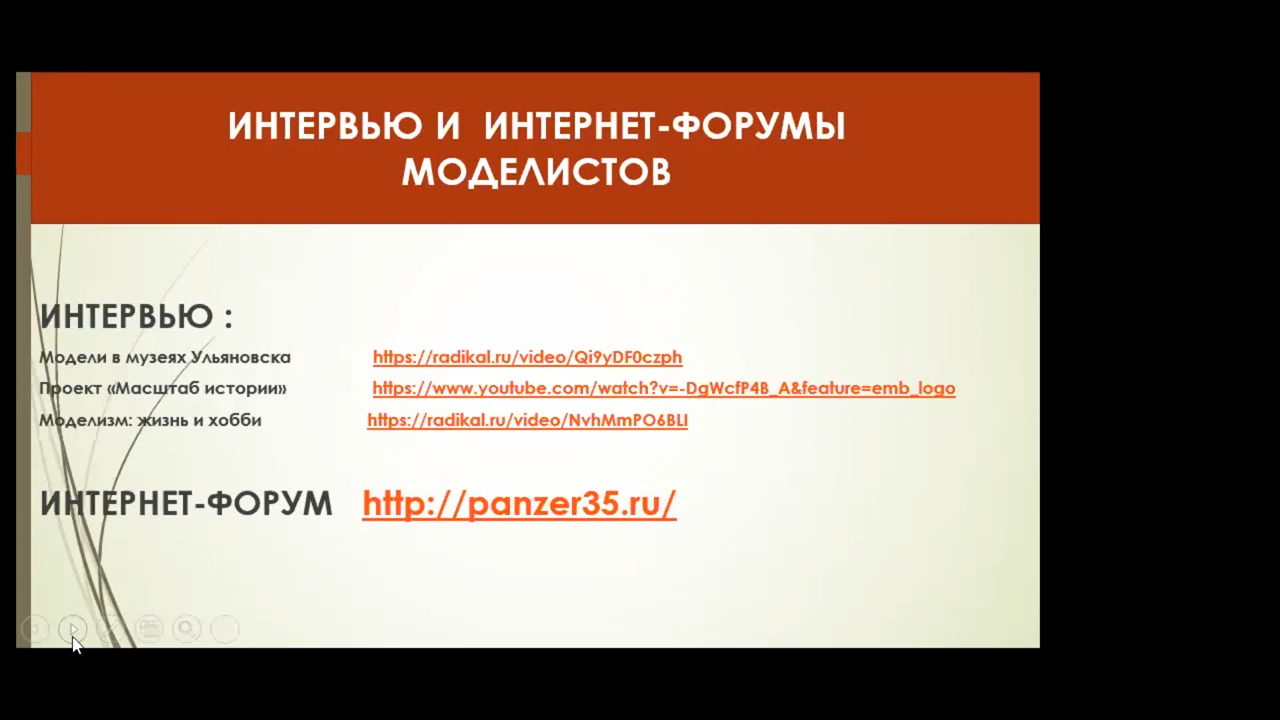 ИНТЕРВЬЮ И ИНТЕРНЕТ-ФОРУМЫ
МОДЕЛИСТОВ
ИНТЕРВЬЮ :
Модели в музеях Ульяновска https://radikal.ru/video/Qi9yDF0czph
Проект «Масштаб истории» https://www.youtube.com/watch?v=-DgWcfP4B_A&feature=emb_logo
Моделизм: жизнь и хобби https://radikal.ru/video/NvhMmPO6BLI
ИНТЕРНЕТ-ФОРУМ http://panzer35.ru/